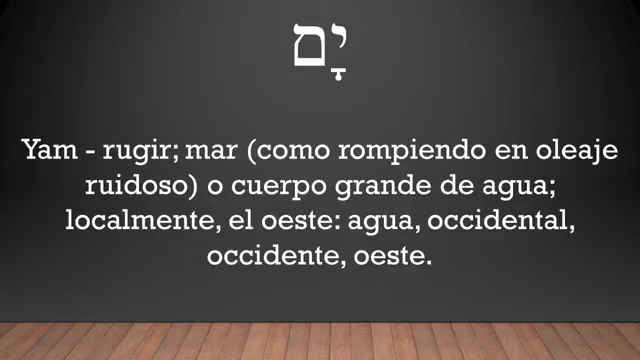 יָם
Yam - rugir; mar (como rompiendo en oleaje
ruidoso) o cuerpo grande de agua;
localmente, el oeste: agua, occidental,
occidente, oeste.